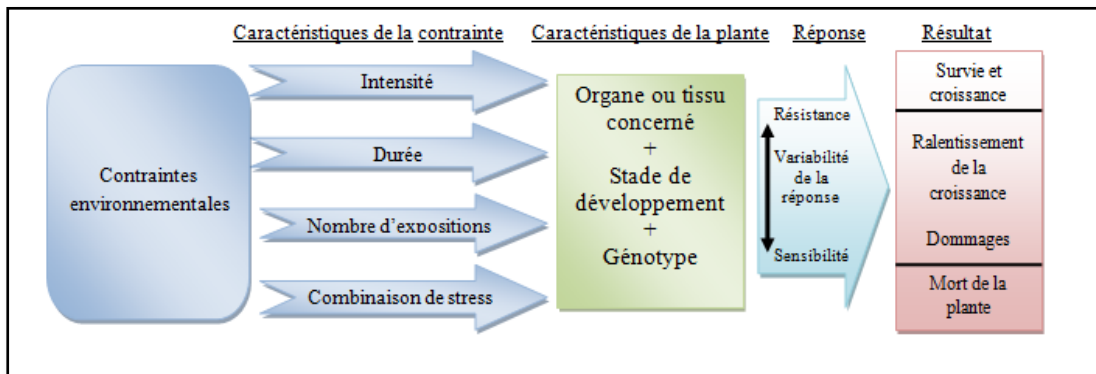 Caractéristiques de la contrainte
Caractéristiques de la plante
Réponse
Résultat
Contraintes
environnementales
Intensité
Durée
Nombre d'expositions
Combinaison de stress
Organe ou tissu
concerné
+
Stade de
développement
+
Génotype
Résistance
Variabilité
de la
réponse
Sensibilité
Survie et
croissance
Ralentissement
de la
croissance
Dommages
Mort de la
plante